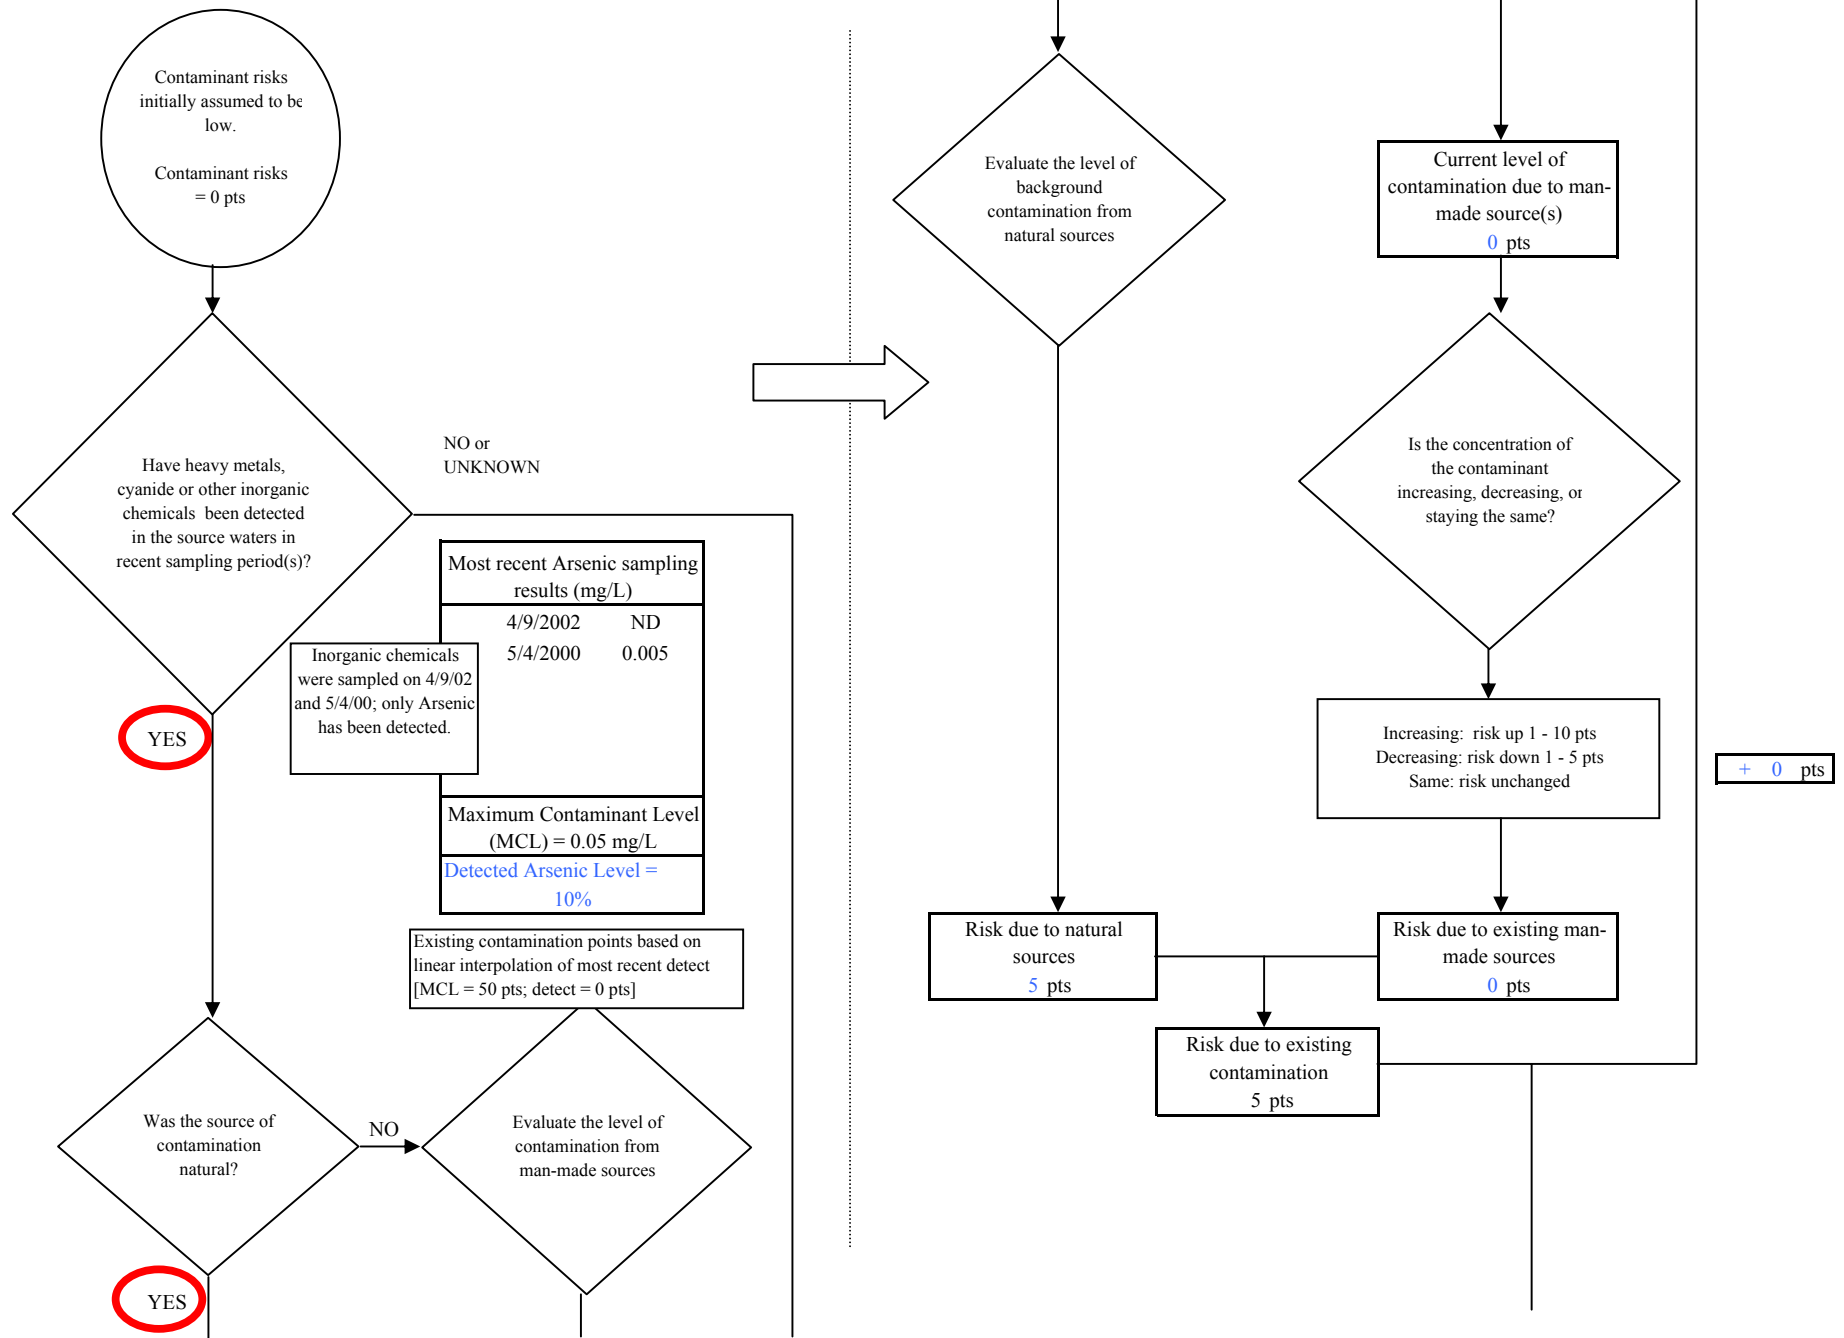 Contaminant risks
initially assumed to be
low.
Contaminant risks
= 0 pts
Have heavy metals,
cyanide or other inorganic
chemicals been detected
in the source waters in
recent sampling period(s)?
NO or
UNKNOWN
YES
Inorganic chemicals
were sampled on 4/9/02
and 5/4/00; only Arsenic
has been detected.
Most recent Arsenic sampling
results (mg/L)
4/9/2002 ND
5/4/2000 0.005
Maximum Contaminant Level
(MCL) = 0.05 mg/L
Detected Arsenic Level =
10%
Existing contamination points based on
linear interpolation of most recent detect
[MCL = 50 pts; detect = 0 pts]
Was the source of
contamination
natural?
NO
Evaluate the level of
contamination from
man-made sources
YES
Evaluate the level of
background
contamination from
natural sources
Current level of
contamination due to man-
made source(s)
0 pts
Is the concentration of
the contaminant
increasing, decreasing, or
staying the same?
Increasing: risk up 1 - 10 pts
Decreasing: risk down 1 - 5 pts
Same: risk unchanged
+ 0 pts
Risk due to natural
sources
5 pts
Risk due to existing man-
made sources
0 pts
Risk due to existing
contamination
5 pts